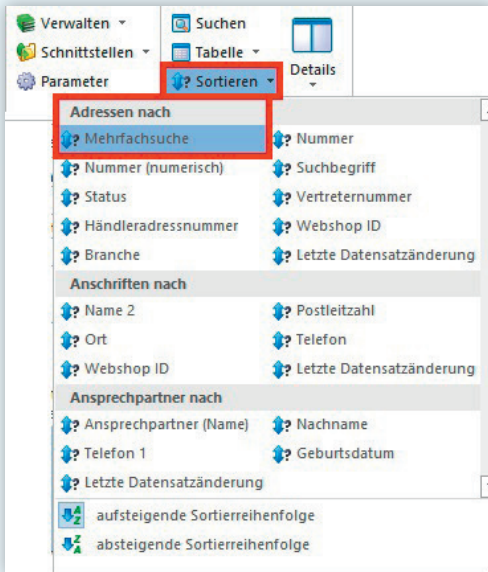 Verwalten
Suchen
Schnittstellen
Tabelle
Details
Parameter
? Sortieren
Adressen nach
? Mehrfachsuche
? Nummer
? Nummer (numerisch)
? Suchbegriff
? Status
? Vertreternummer
? Händleradressnummer
? Webshop ID
? Branche
? Letzte Datensatzänderung
Anschriften nach
? Name 2
? Postleitzahl
? Ort
? Telefon
? Webshop ID
? Letzte Datensatzänderung
Ansprechpartner nach
? Ansprechpartner (Name)
? Nachname
? Telefon 1
? Geburtsdatum
? Letzte Datensatzänderung
AZ aufsteigende Sortierreihenfolge
ZA absteigende Sortierreihenfolge